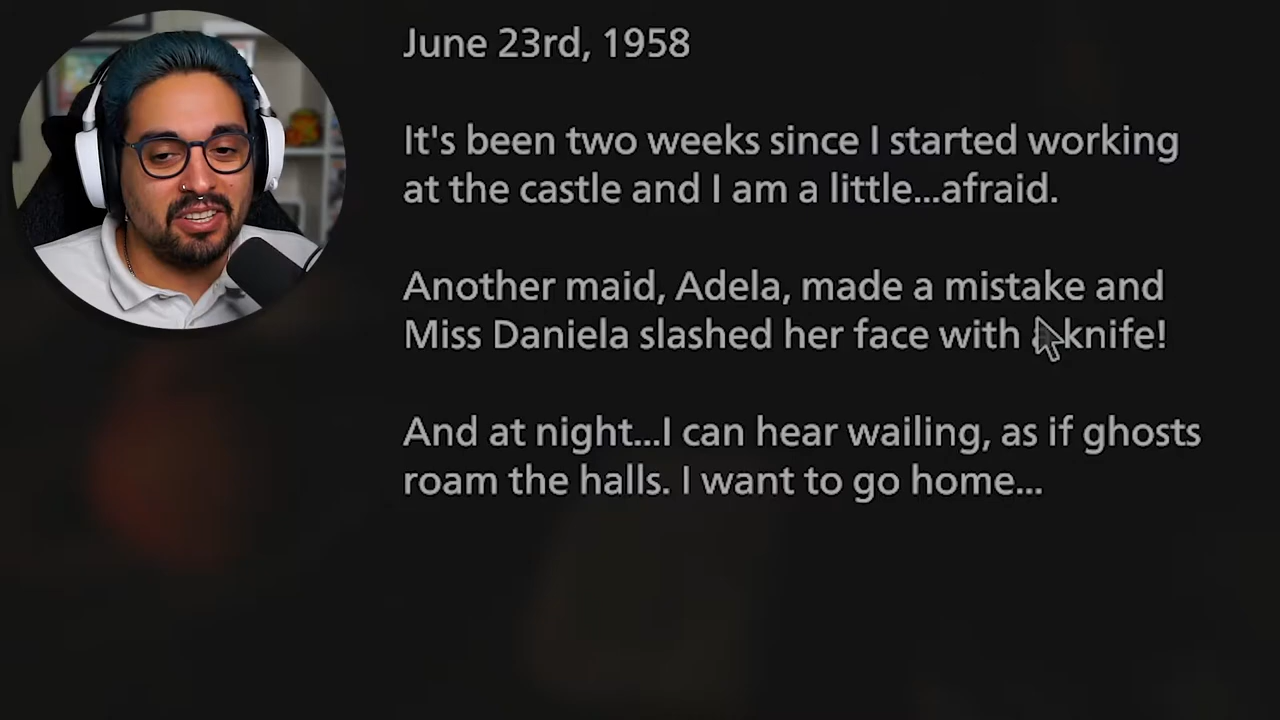 June 23rd, 1958
It's been two weeks since I started working
at the castle and I am a little...afraid.
Another maid, Adela, made a mistake and
Miss Daniela slashed her face with a knife!
And at night...I can hear wailing, as if ghosts
roam the halls. I want to go home...